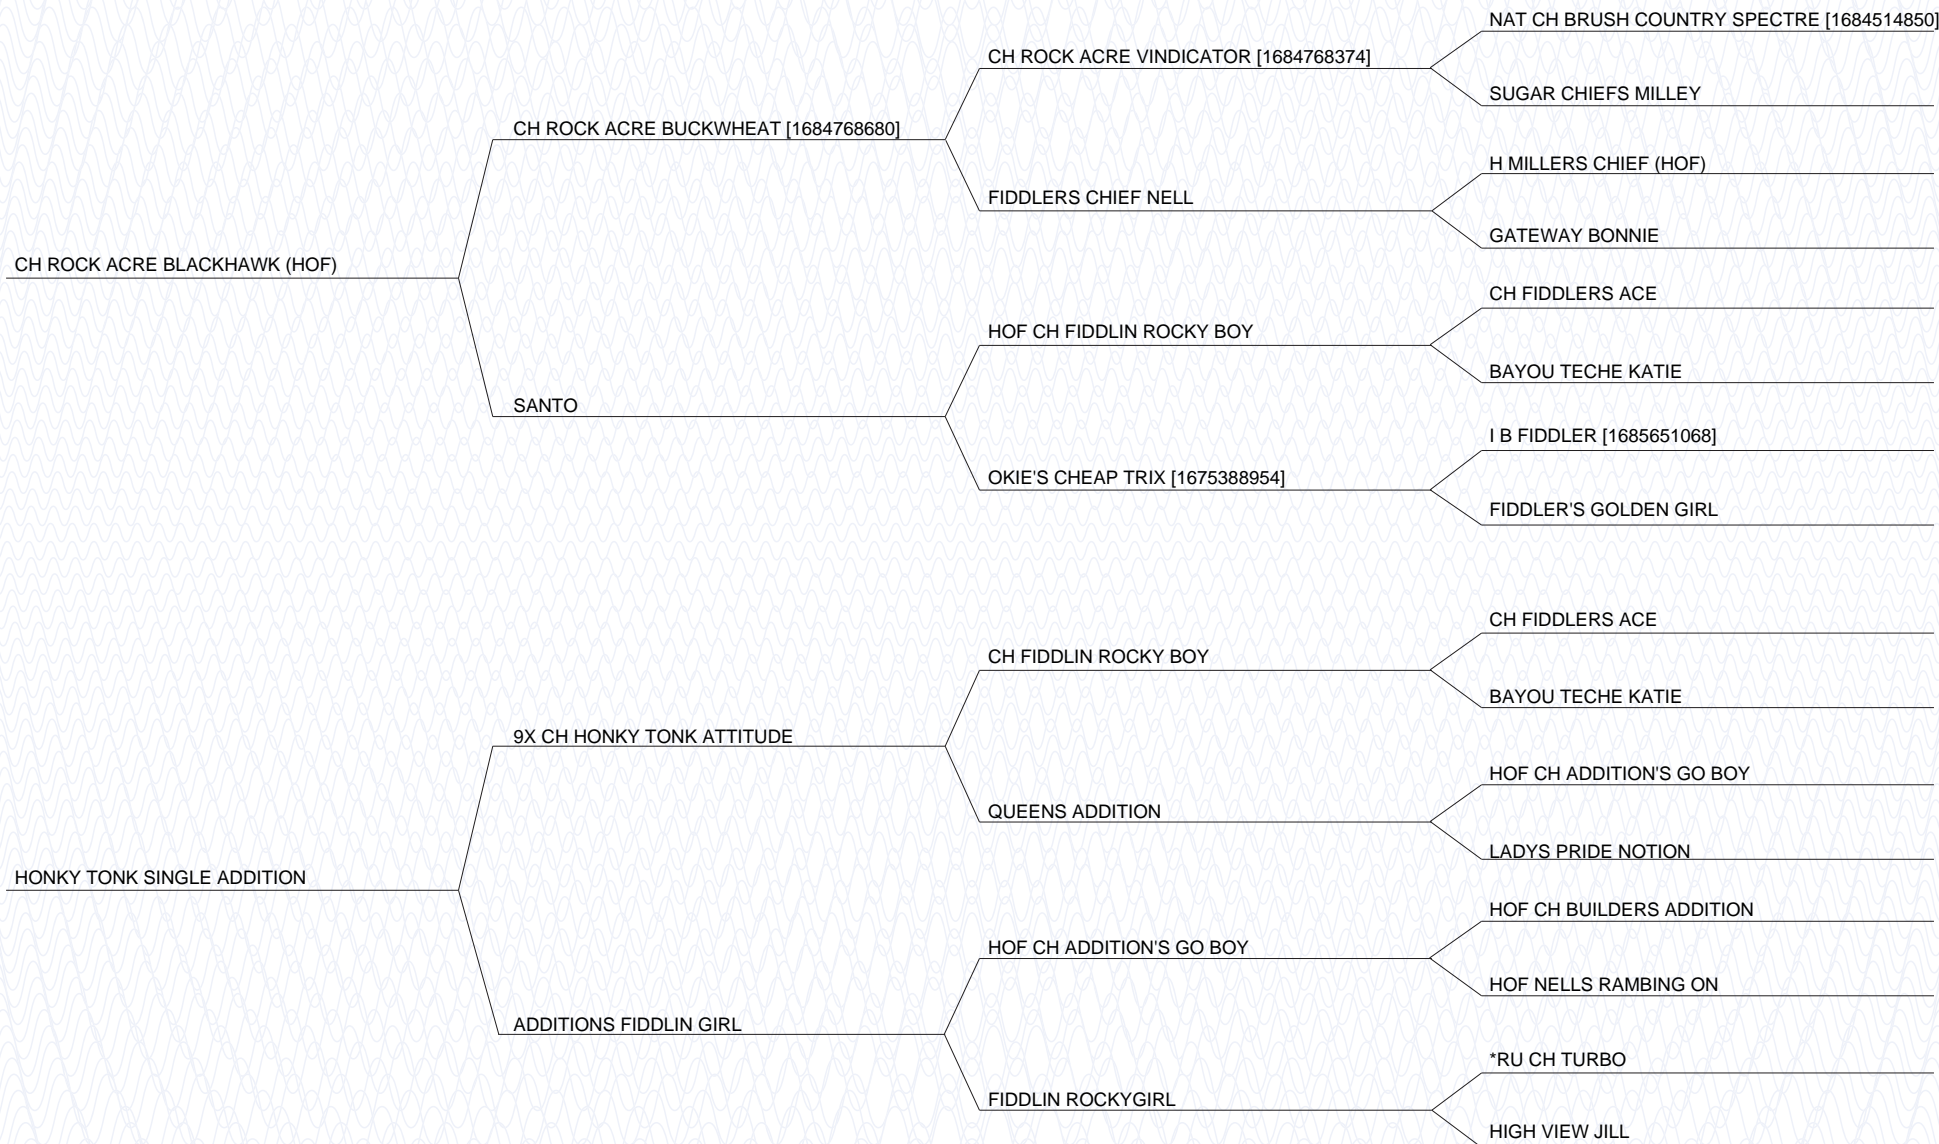 NAT CH BRUSH COUNTRY SPECTRE [1684514850]
CH ROCK ACRE VINDICATOR [1684768374]
SUGAR CHIEFS MILLEY
CH ROCK ACRE BUCKWHEAT [1684768680]
H MILLERS CHIEF (HOF)
FIDDLERS CHIEF NELL
GATEWAY BONNIE
CH ROCK ACRE BLACKHAWK (HOF)
CH FIDDLERS ACE
HOF CH FIDDLIN ROCKY BOY
BAYOU TECHE KATIE
SANTO
I B FIDDLER [1685651068]
OKIE'S CHEAP TRIX [1675388954]
FIDDLER'S GOLDEN GIRL
CH FIDDLERS ACE
CH FIDDLIN ROCKY BOY
BAYOU TECHE KATIE
9X CH HONKY TONK ATTITUDE
HOF CH ADDITION'S GO BOY
QUEENS ADDITION
LADYS PRIDE NOTION
HONKY TONK SINGLE ADDITION
HOF CH BUILDERS ADDITION
HOF CH ADDITION'S GO BOY
HOF NELLS RAMBING ON
ADDITIONS FIDDLIN GIRL
*RU CH TURBO
FIDDLIN ROCKYGIRL
HIGH VIEW JILL